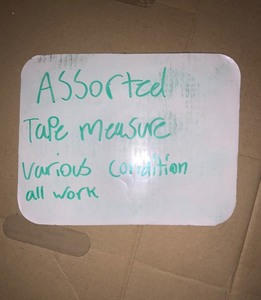 Assorted
Tape measure
various condition
all work